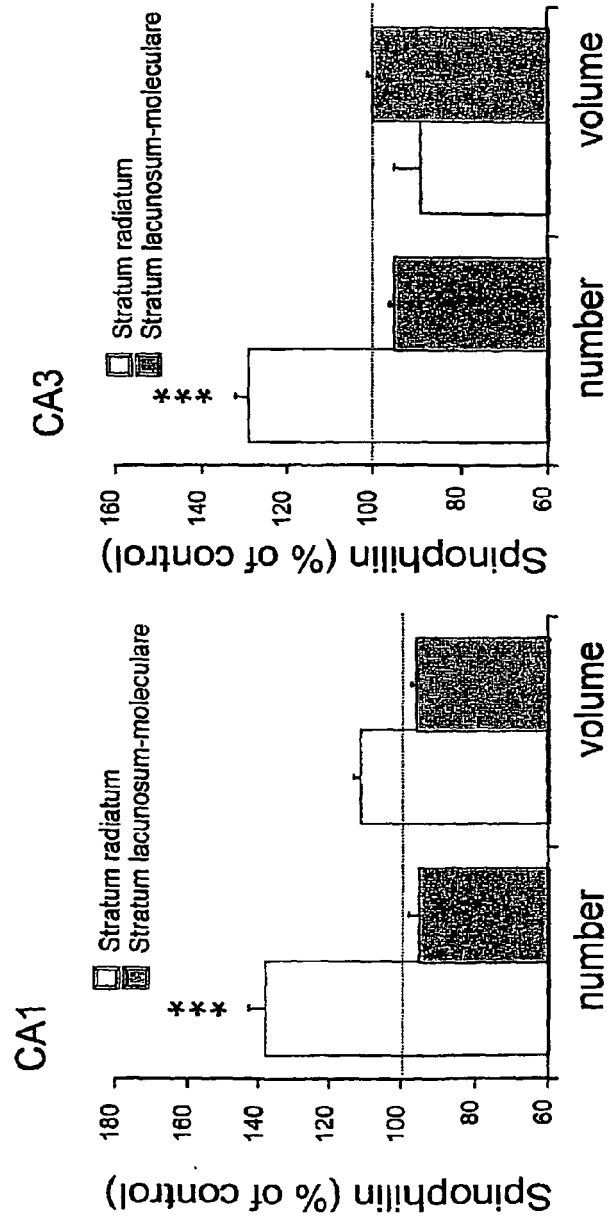 CA1
Stratum radiatum
Stratum lacunosum-moleculare
***
Spinophilin (% of control)
180
160
140
120
100
80
60
number
volume
CA3
Stratum radiatum
Stratum lacunosum-moleculare
***
Spinophilin (% of control)
160
140
120
100
80
60
number
volume